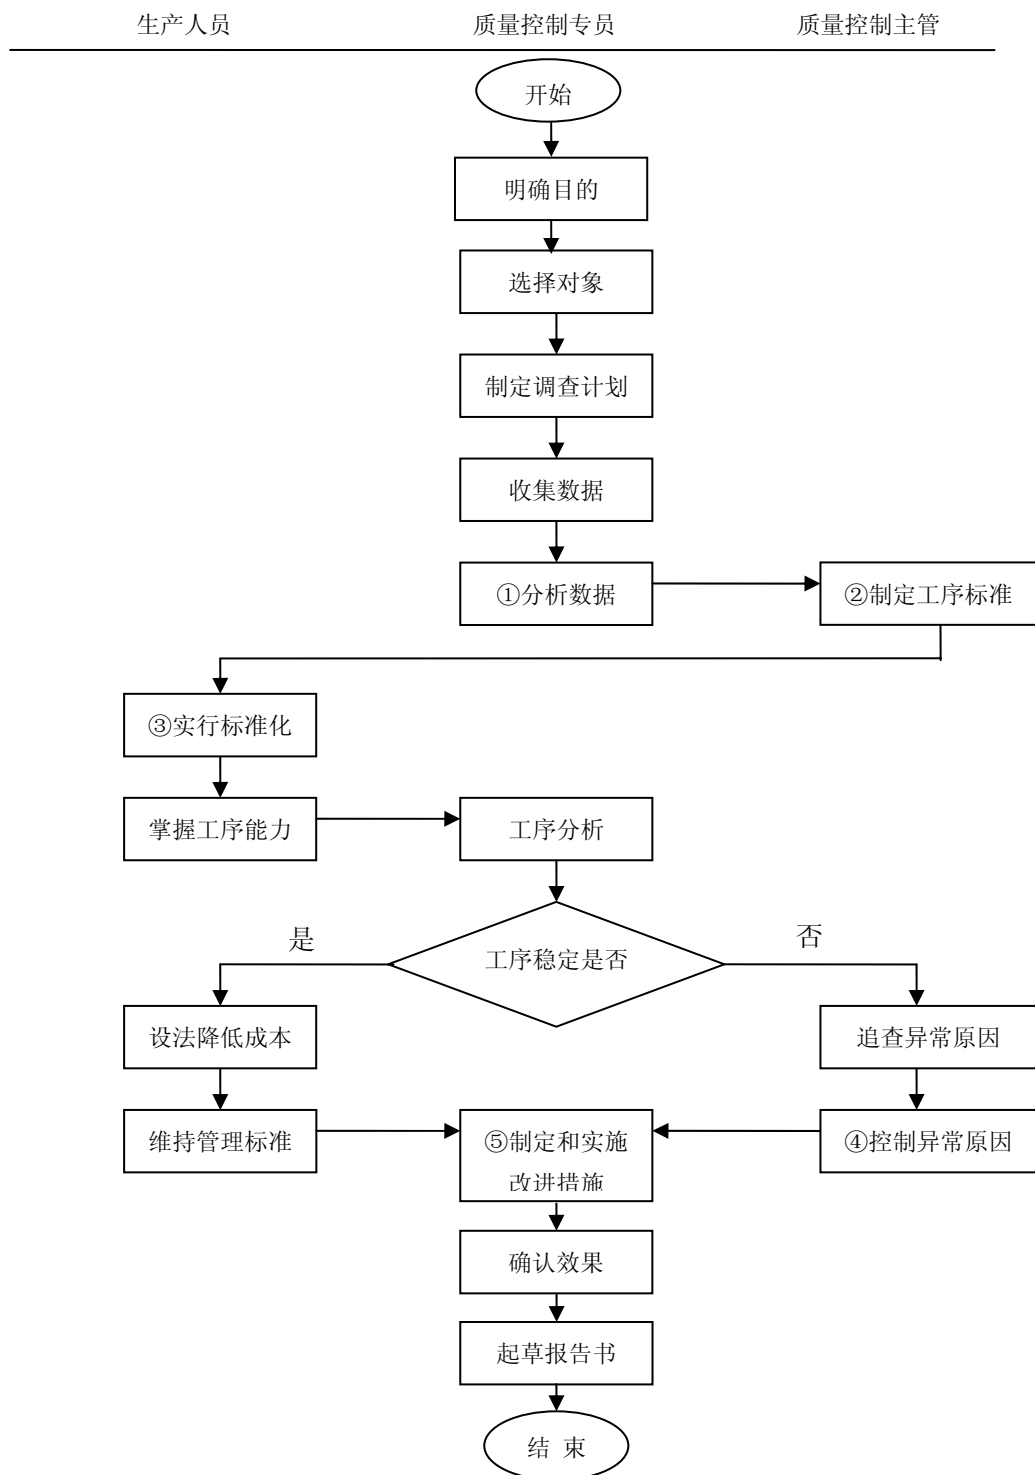 生产人员
质量控制专员
质量控制主管
开始
明确目的
选择对象
制定调查计划
收集数据
①分析数据
②制定工序标准
③实行标准化
掌握工序能力
工序分析
是
工序稳定是否
否
设法降低成本
追查异常原因
维持管理标准
⑤制定和实施
改进措施
④控制异常原因
确认效果
起草报告书
结 束